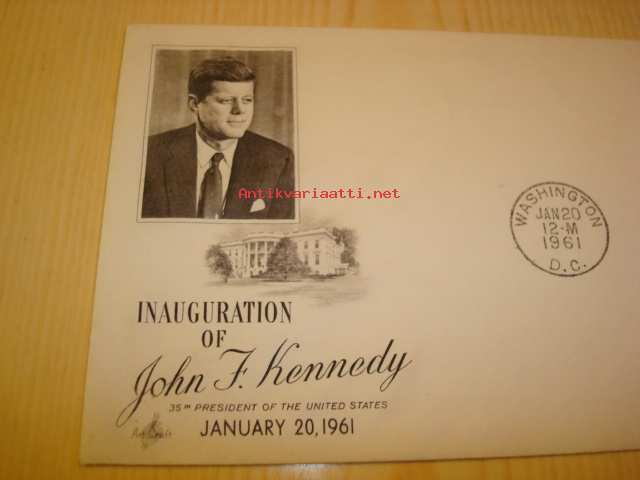 Antikvariaatti.net
WASHINGTON
JAN 20
12-M
1961
D.C.
INAUGURATION
OF
John F. Kennedy
35TH PRESIDENT OF THE UNITED STATES
JANUARY 20, 1961
ArtCraft